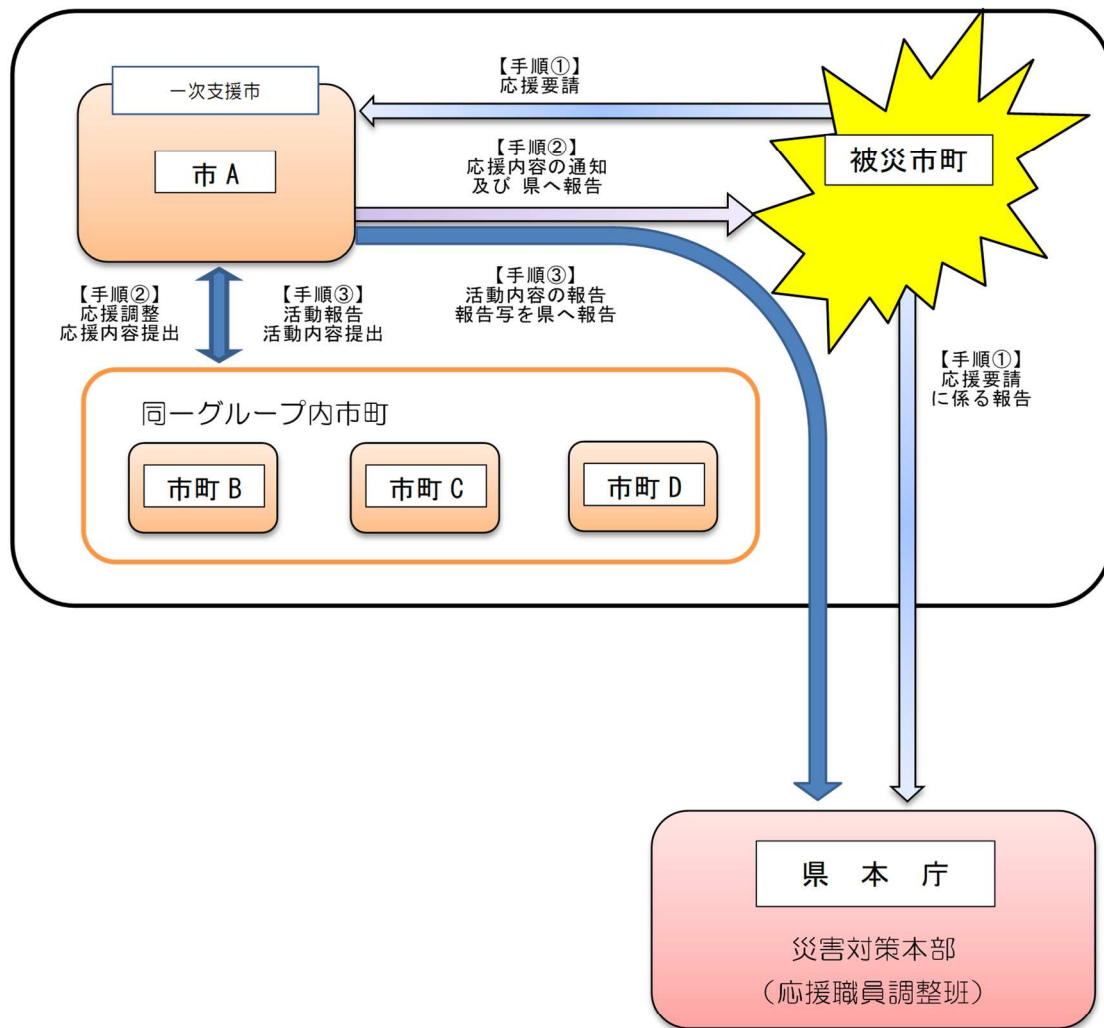 【手順①】
応援要請
一次支援市
市A
【手順②】
応援内容の通知
及び 県へ報告
被災市町
【手順②】
応援調整
応援内容提出
【手順③】
活動報告
活動内容提出
【手順③】
活動内容の報告
報告写を県へ報告
【手順①】
応援要請
に係る報告
同一グループ内市町
市町B
市町C
市町D
県 本 庁
災害対策本部
(応援職員調整班)